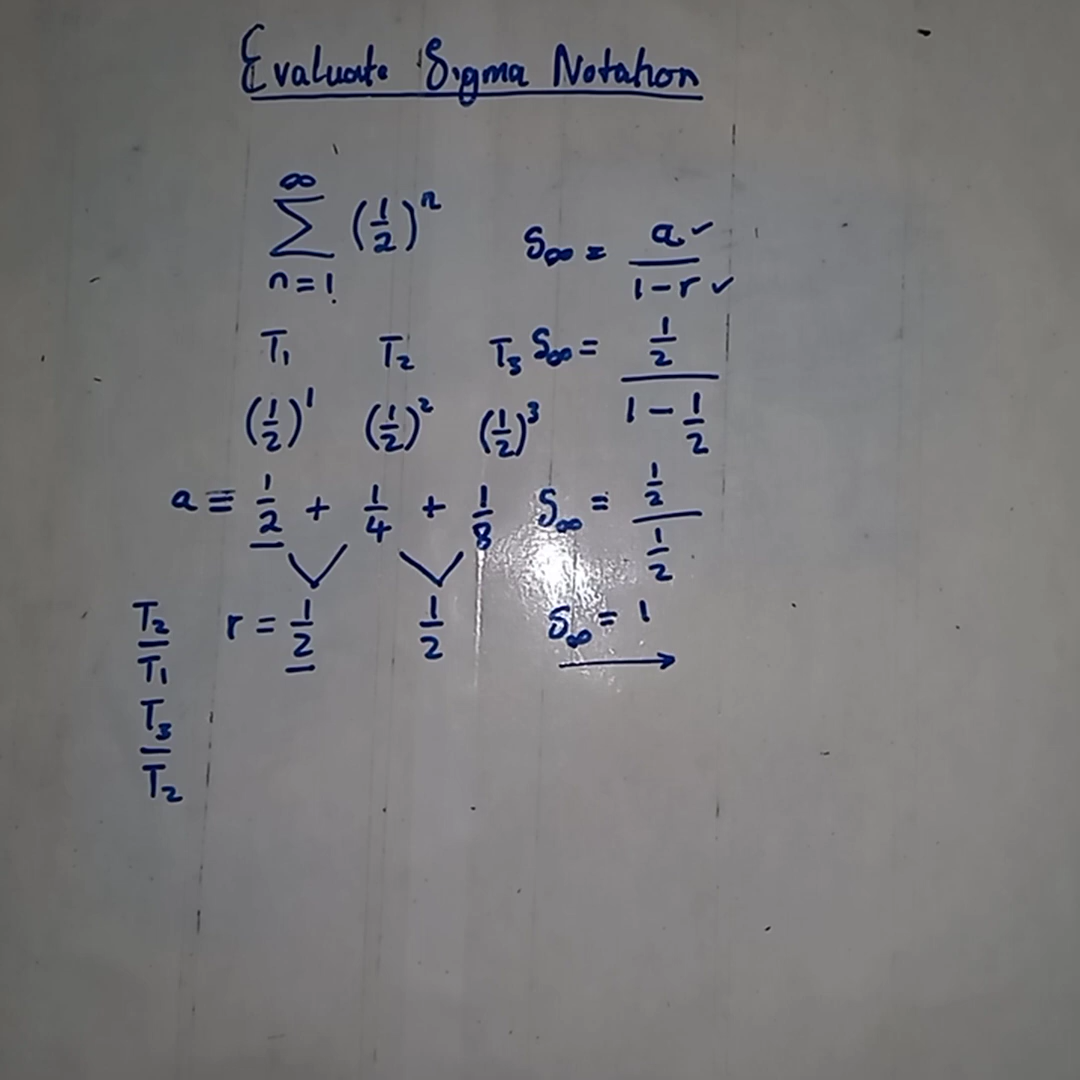 Evaluate Sigma Notation
∞
∑ (1/2)^n
n=1
T₁ T₂ T₃
(1/2)¹ (1/2)² (1/2)³
a ≡ 1/2 + 1/4 + 1/8
r = 1/2 1/2
T₂/T₁
T₃/T₂
S∞ = a✓/1-r✓
S∞ = 1/2 / 1 - 1/2
S∞ = 1/2 / 1/2
S∞ = 1